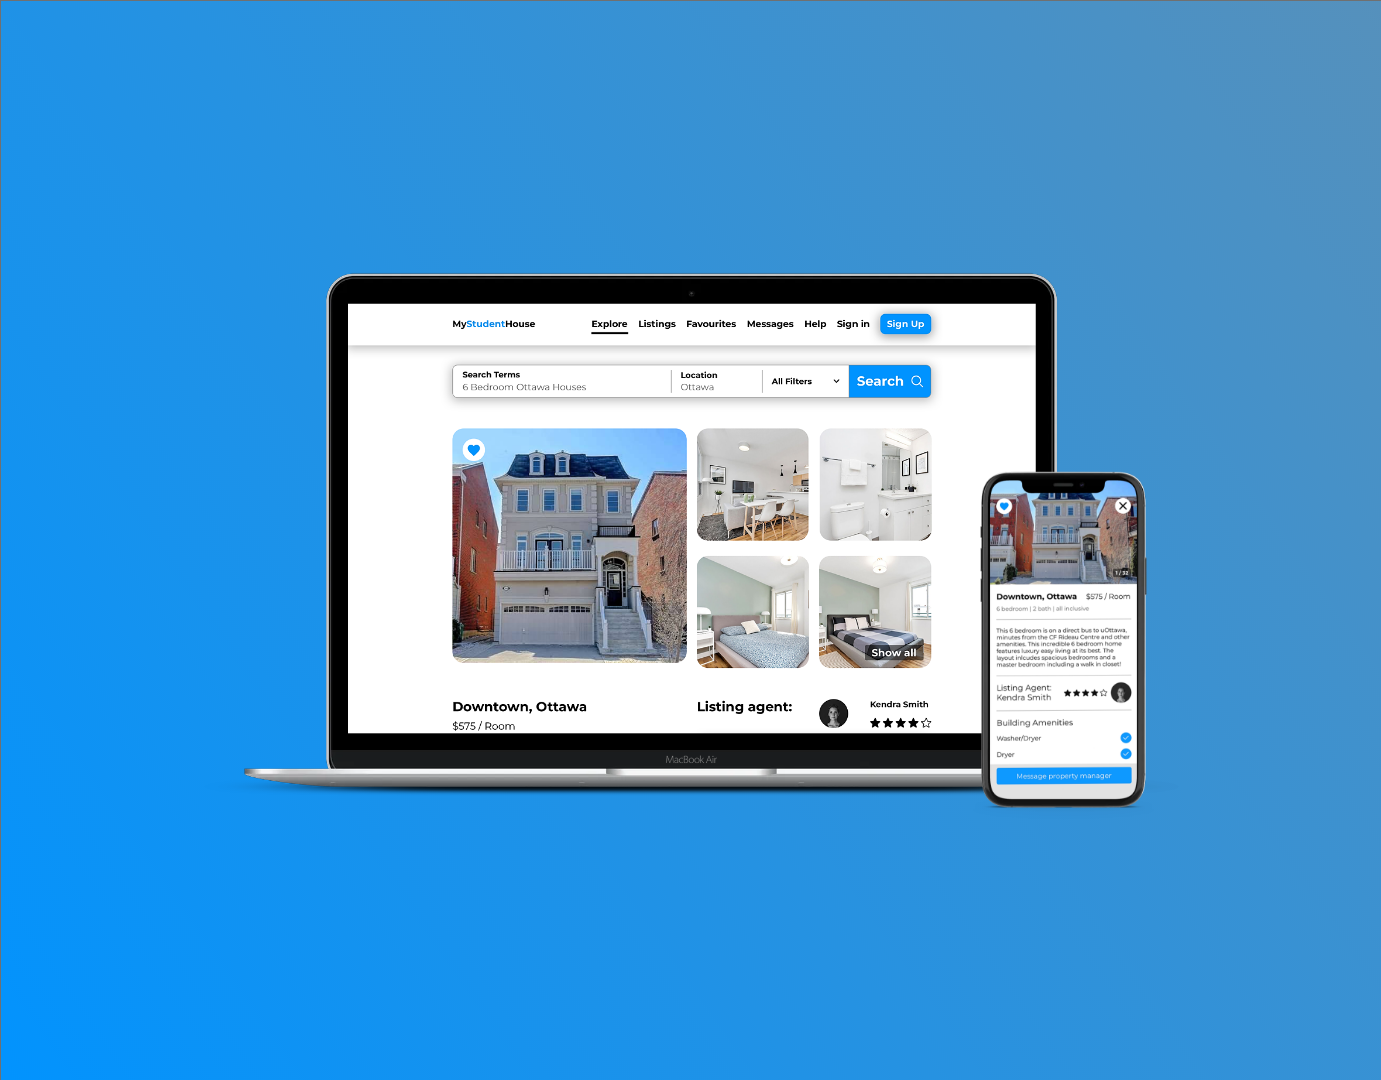 MyStudentHouse
Explore Listings Favourites Messages Help Sign in Sign Up
Search Terms
6 Bedroom Ottawa Houses
Location
Ottawa
All Filters
Search
Show all
Downtown, Ottawa
$575 / Room
Listing agent:
Kendra Smith
MacBook Air
1 / 32
Downtown, Ottawa $575 / Room
6 bedroom | 2 bath | all inclusive
This 6 bedroom is on a direct bus to uOttawa,
minutes from the CF Rideau Centre and other
amenities. This incredible 6 bedroom home
features luxury easy living at its best. The
layout inlcudes spacious bedrooms and a
master bedroom including a walk in closet!
Listing Agent:
Kendra Smith
Building Amenities
Washer/Dryer
Dryer
Message property manager